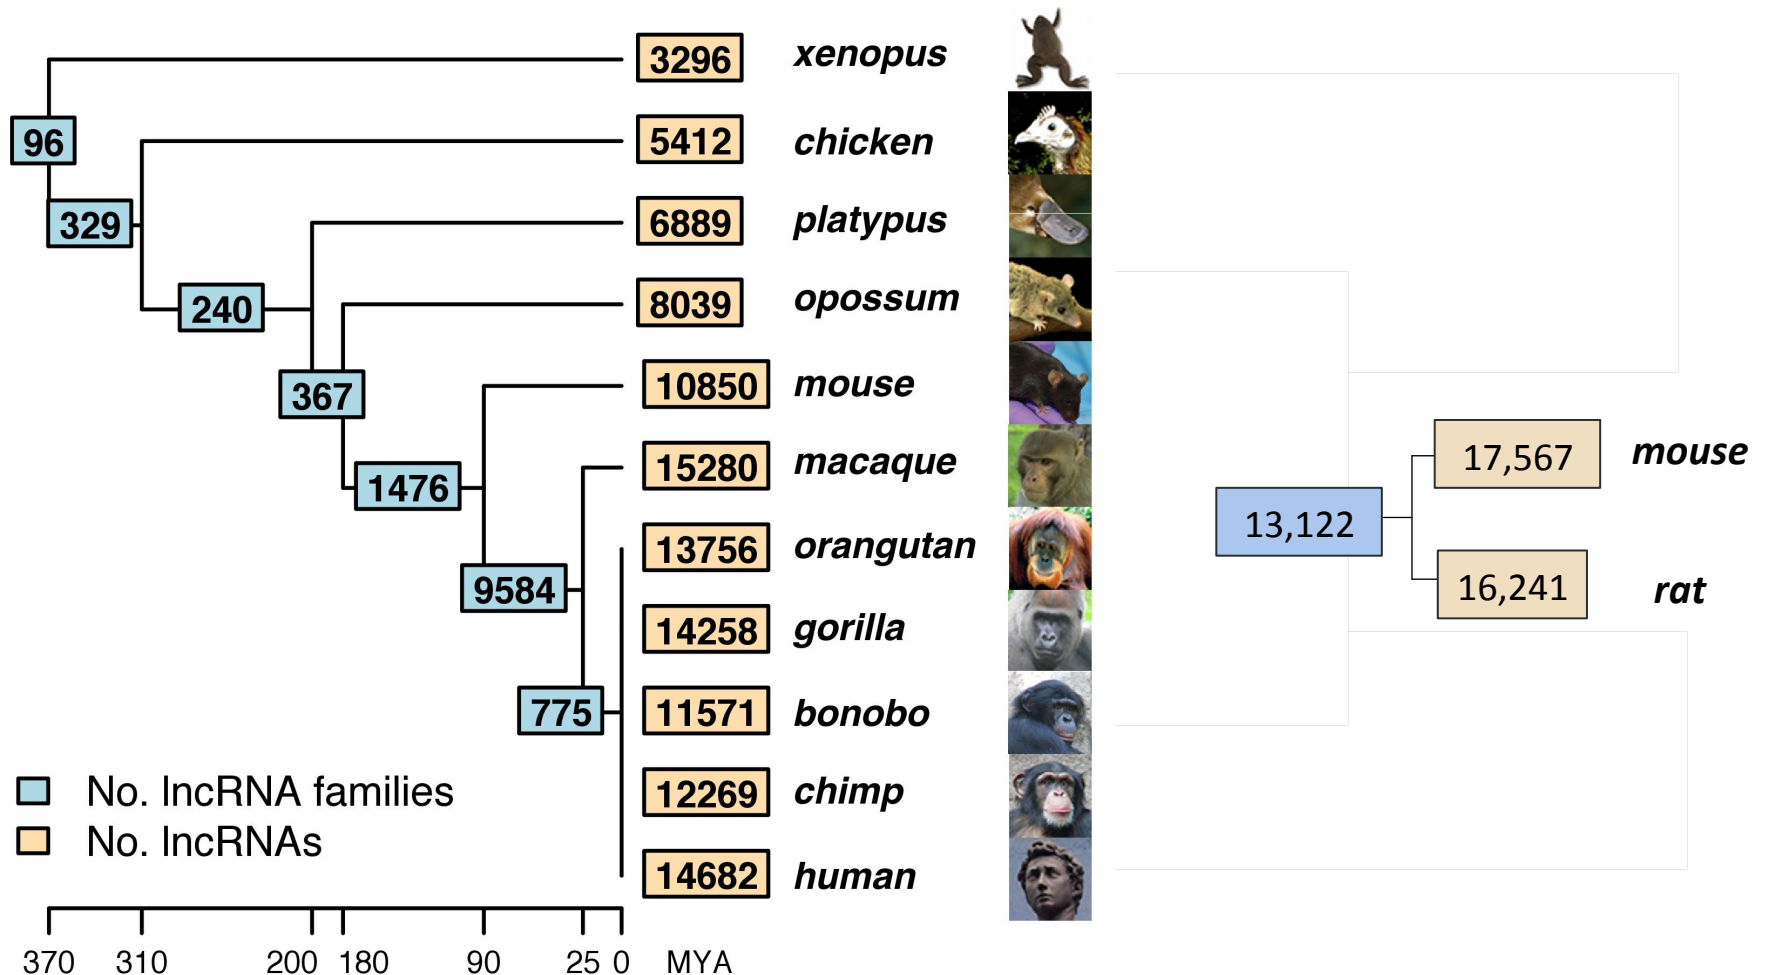 3296 xenopus
96
5412 chicken
329
6889 platypus
240
8039 opossum
367
10850 mouse
1476
15280 macaque
13756 orangutan
9584
14258 gorilla
775
11571 bonobo
12269 chimp
14682 human
No. lncRNA families
No. lncRNAs
370 310 200 180 90 25 0 MYA
17,567 mouse
13,122
16,241 rat